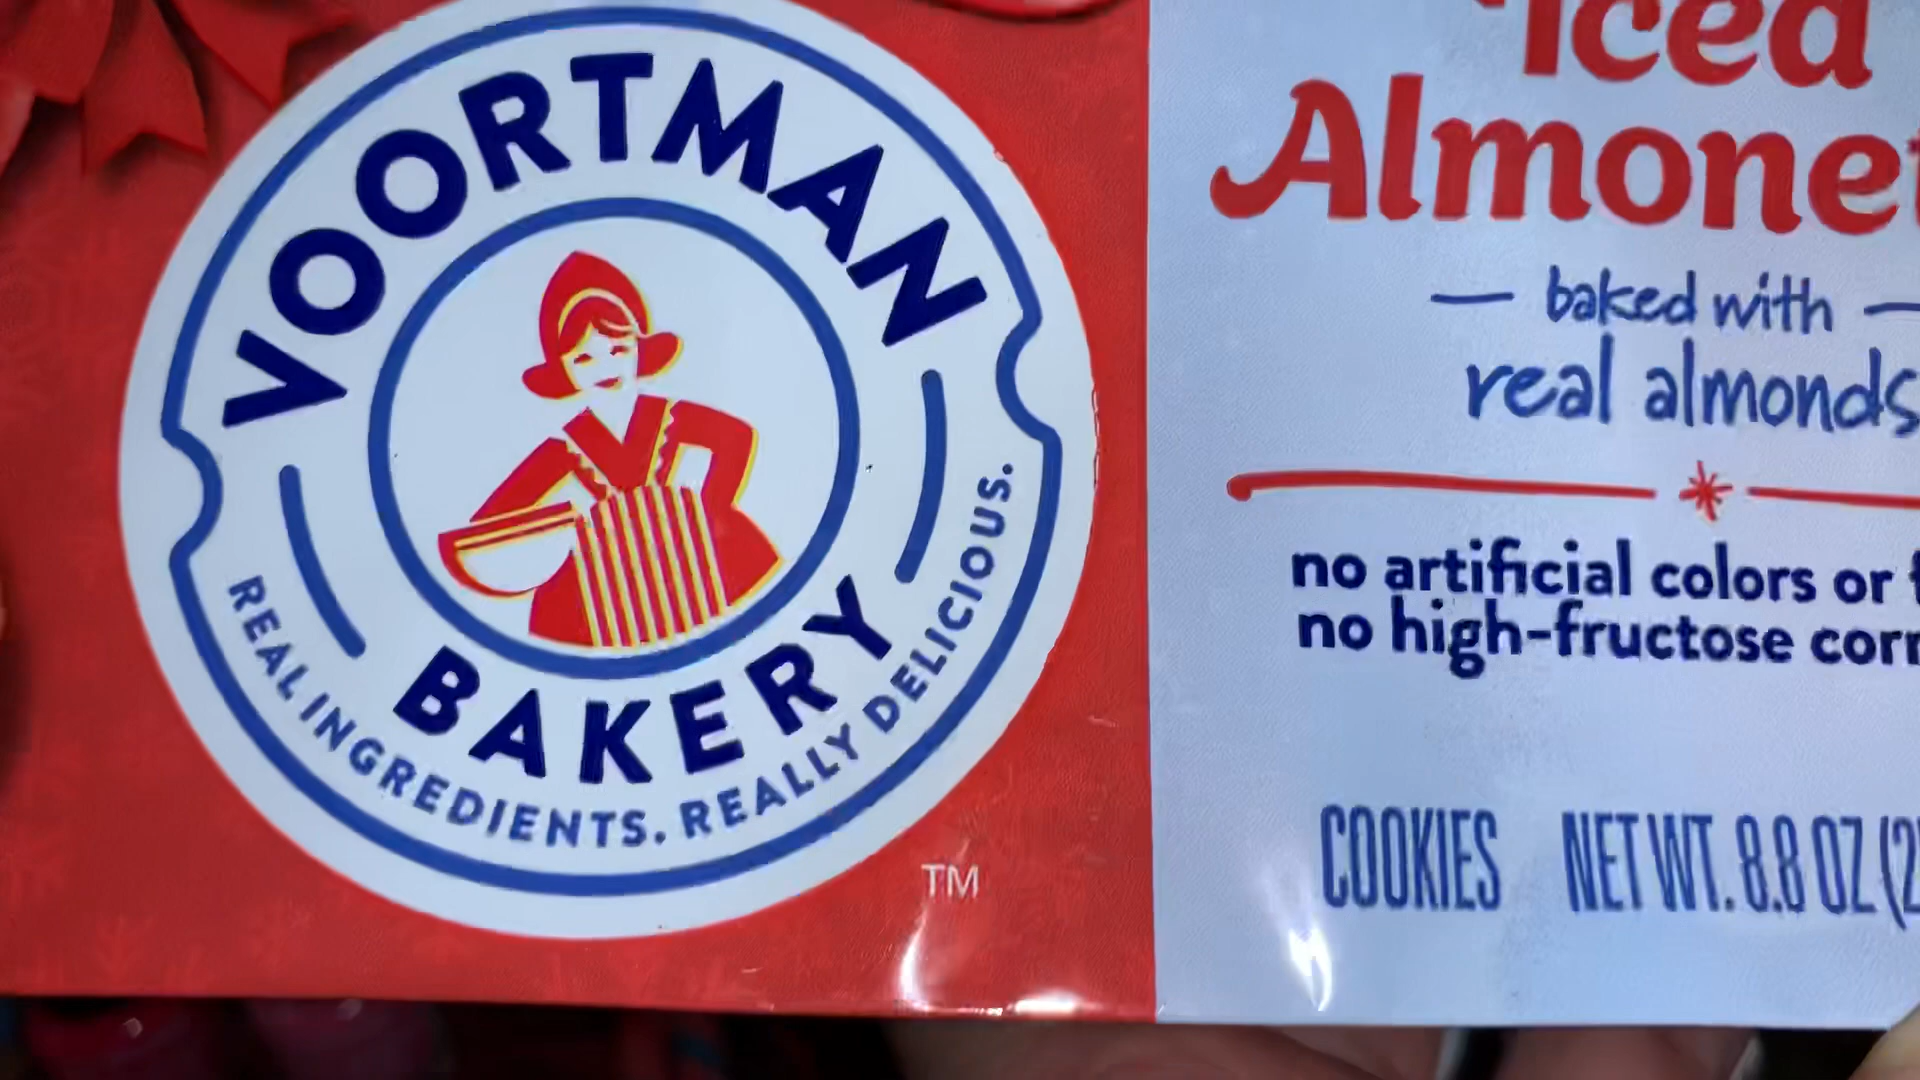 VOORTMAN
BAKERY
REAL INGREDIENTS. REALLY DELICIOUS.
TM
Iced
Almone
baked with
real almonds
no artificial colors or
no high-fructose corn
COOKIES NET WT. 8.8 OZ (2